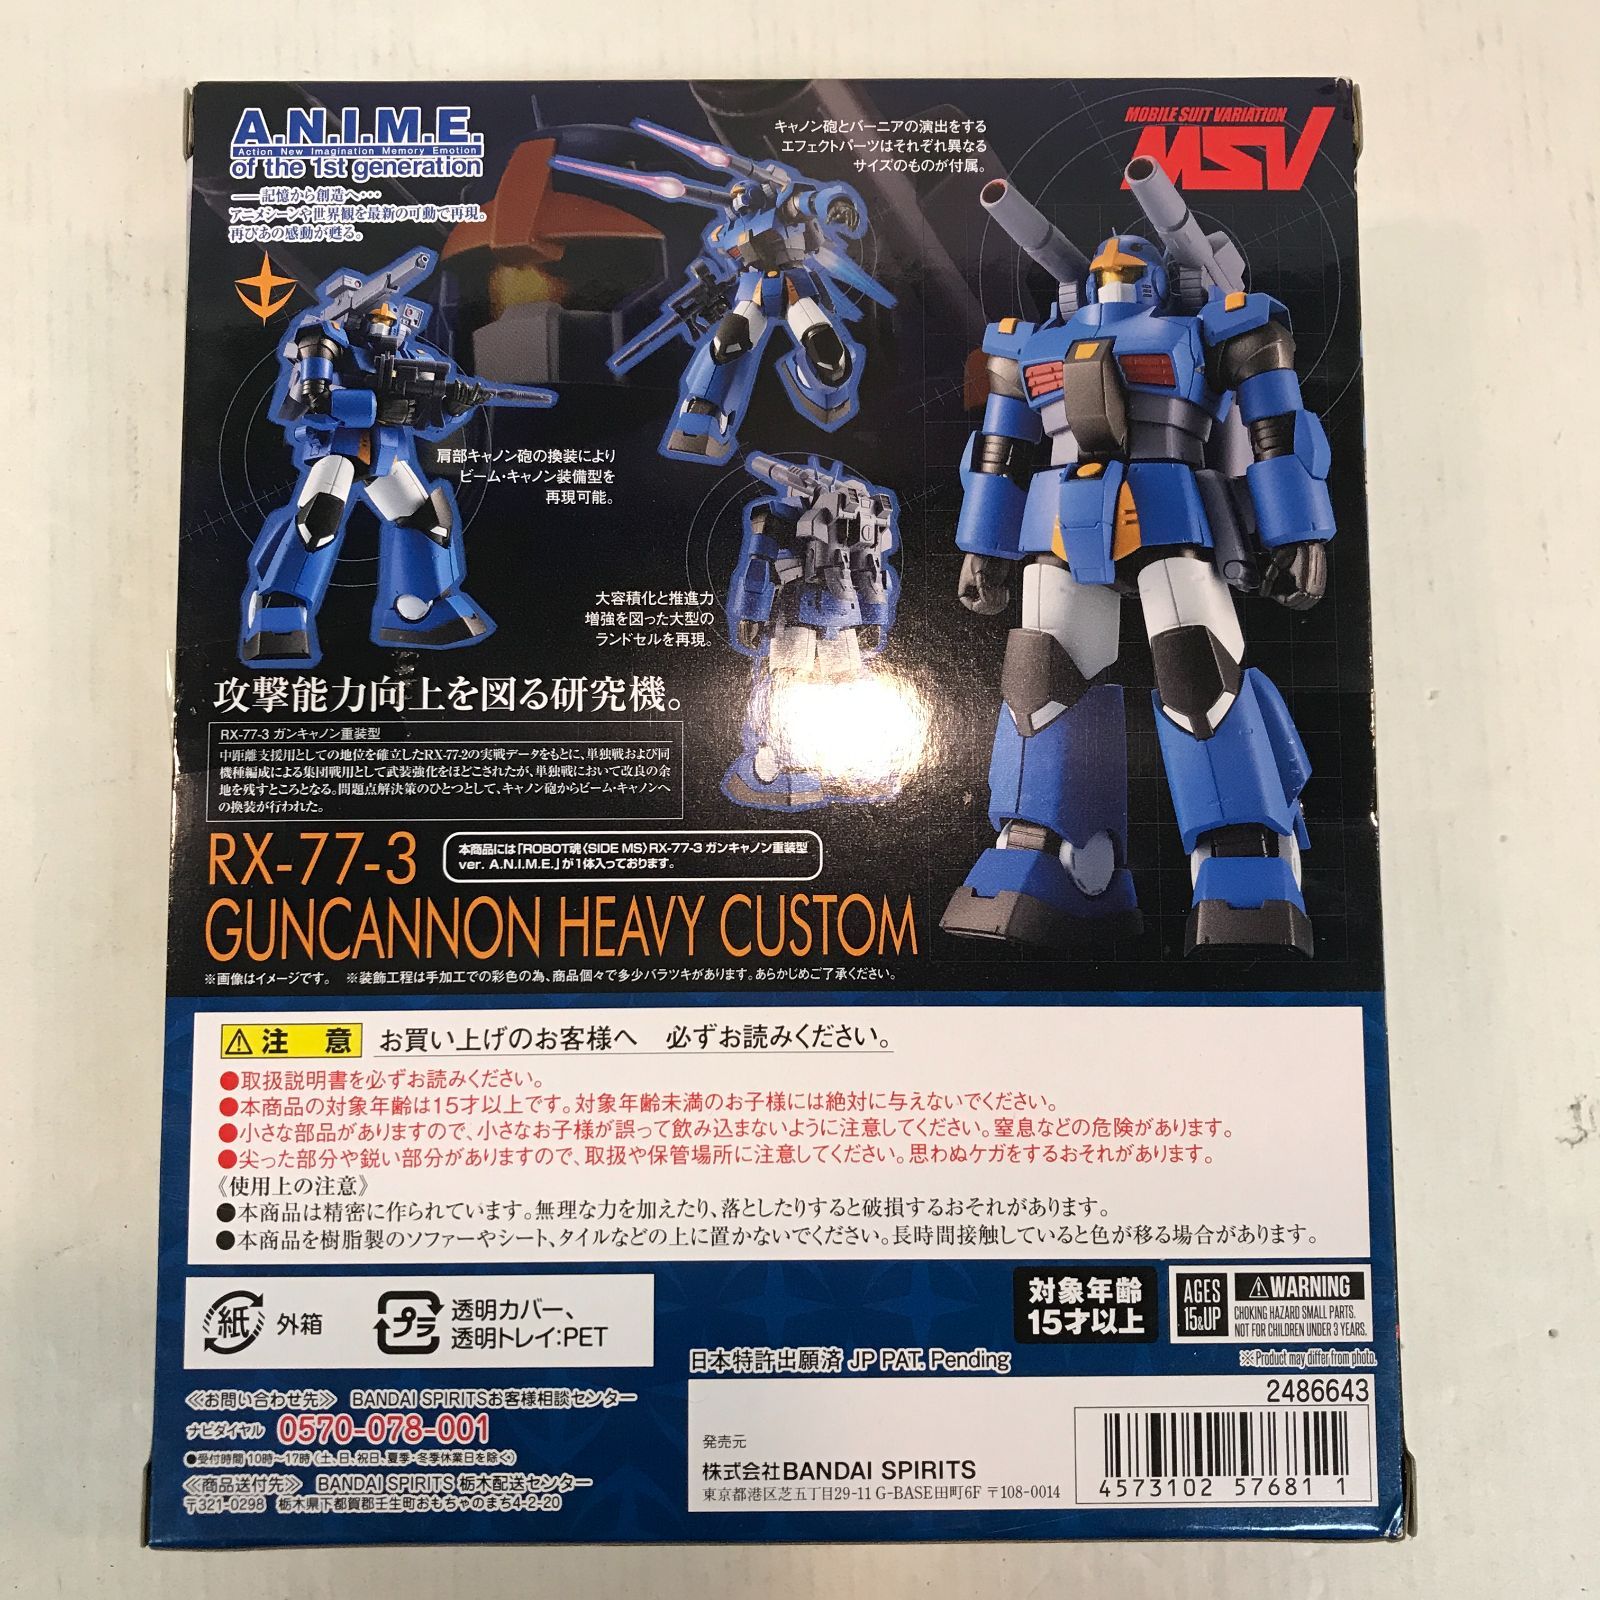 A.N.I.M.E.
Action New Imagination Memory Emotion
of the 1st generation
――記憶から創造へ…
アニメシーンや世界観を最新の可動で再現。
再びあの感動が甦る。
キャノン砲とバーニアの演出をする
エフェクトパーツはそれぞれ異なる
サイズのものが付属。
MOBILE SUIT VARIATION
MSV
肩部キャノン砲の換装により
ビーム・キャノン装備型を
再現可能。
大容積化と推進力
増強を図った大型の
ランドセルを再現。
攻撃能力向上を図る研究機。
RX-77-3 ガンキャノン重装型
中距離支援用としての地位を確立したRX-77-2の実戦データをもとに、単独戦および同
機種編成による集団戦用として武装強化をほどこされたが、単独戦において改良の余
地を残すところとなる。問題点解決策のひとつとして、キャノン砲からビーム・キャノンへ
の換装が行われた。
RX-77-3
本商品には「ROBOT魂〈SIDE MS〉RX-77-3 ガンキャノン重装型
ver. A.N.I.M.E.」が1体入っております。
GUNCANNON HEAVY CUSTOM
※画像はイメージです。 ※装飾工程は手加工での彩色の為、商品個々で多少バラツキがあります。あらかじめご了承ください。
⚠注 意 お買い上げのお客様へ 必ずお読みください。
●取扱説明書を必ずお読みください。
●本商品の対象年齢は15才以上です。対象年齢未満のお子様には絶対に与えないでください。
●小さな部品がありますので、小さなお子様が誤って飲み込まないように注意してください。窒息などの危険があります。
●尖った部分や鋭い部分がありますので、取扱や保管場所に注意してください。思わぬケガをするおそれがあります。
《使用上の注意》
●本商品は精密に作られています。無理な力を加えたり、落としたりすると破損するおそれがあります。
●本商品を樹脂製のソファーやシート、タイルなどの上に置かないでください。長時間接触していると色が移る場合があります。
紙 外箱
プラ 透明カバー、
透明トレイ:PET
対象年齢
15才以上
AGES
15&UP
⚠WARNING
CHOKING HAZARD SMALL PARTS.
NOT FOR CHILDREN UNDER 3 YEARS.
日本特許出願済 JP PAT. Pending
※Product may differ from photo.
≪お問い合わせ先≫ BANDAI SPIRITSお客様相談センター
ナビダイヤル 0570-078-001
●受付時間 10時〜17時(土、日、祝日、夏季・冬季休業日を除く)
≪商品送付先≫ BANDAI SPIRITS 栃木配送センター
〒321-0298 栃木県下都賀郡壬生町おもちゃのまち4-2-20
2486643
発売元
株式会社BANDAI SPIRITS
東京都港区芝五丁目29-11 G-BASE田町6F 〒108-0014
4573102 57681 1